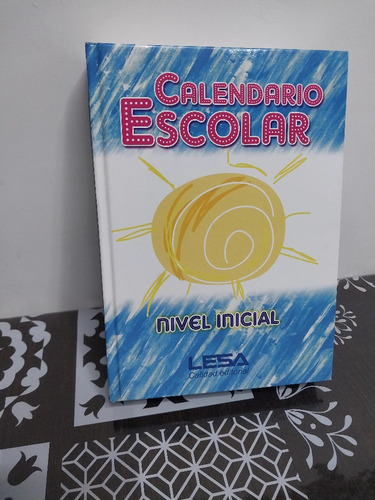 CALENDARIO
ESCOLAR
NIVEL INICIAL
LESA
Calidad editorial